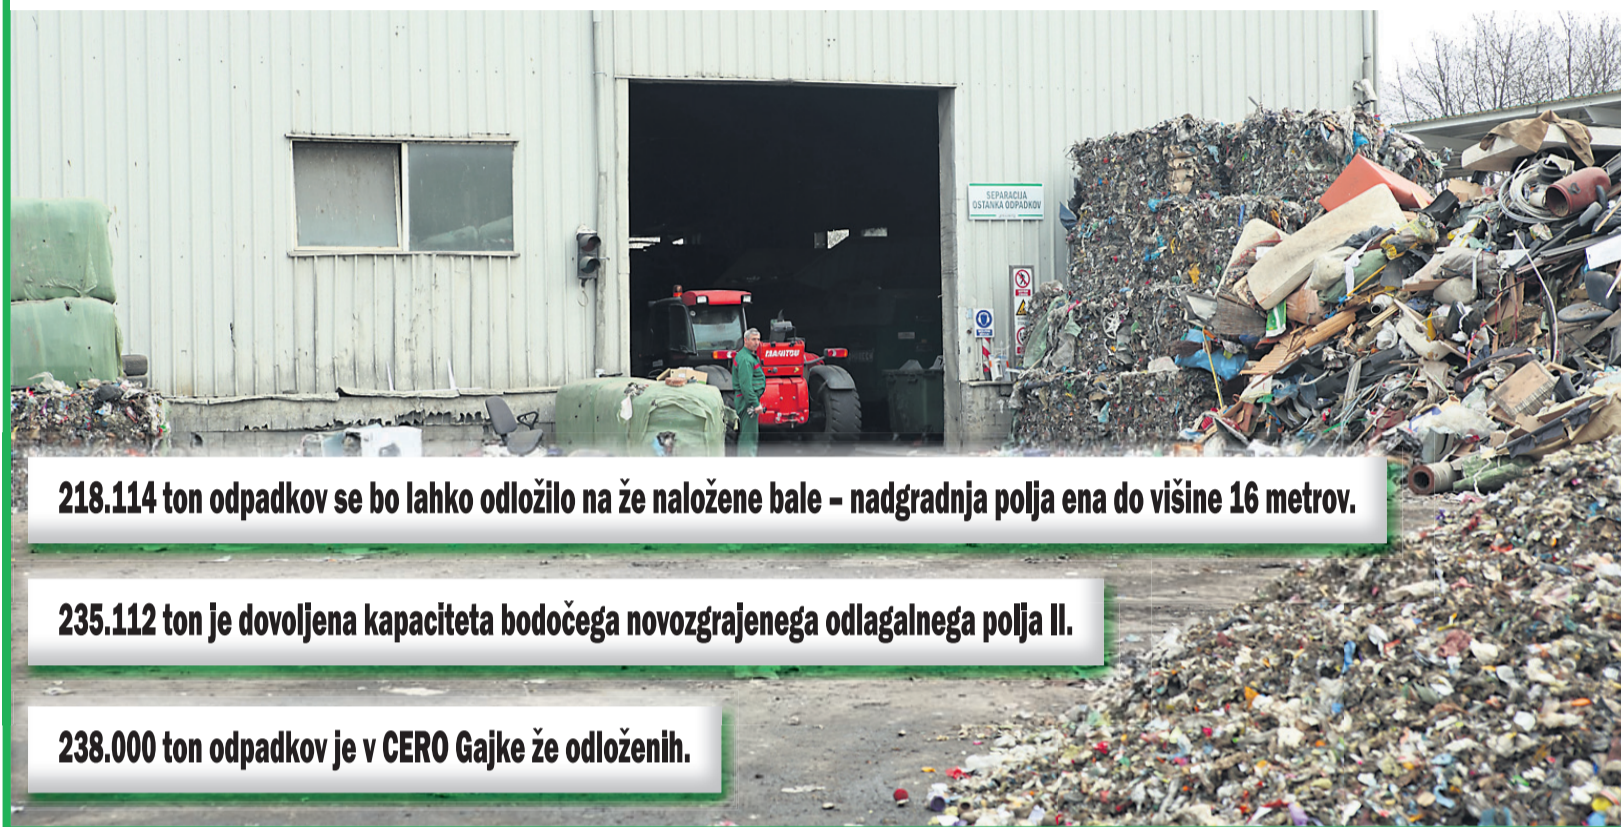 SEPARACIJA
OSTANKA ODPADKOV
MANITOU
218.114 ton odpadkov se bo lahko odložilo na že naložene bale – nadgradnja polja ena do višine 16 metrov.
235.112 ton je dovoljena kapaciteta bodočega novozgrajenega odlagalnega polja II.
238.000 ton odpadkov je v CERO Gajke že odloženih.